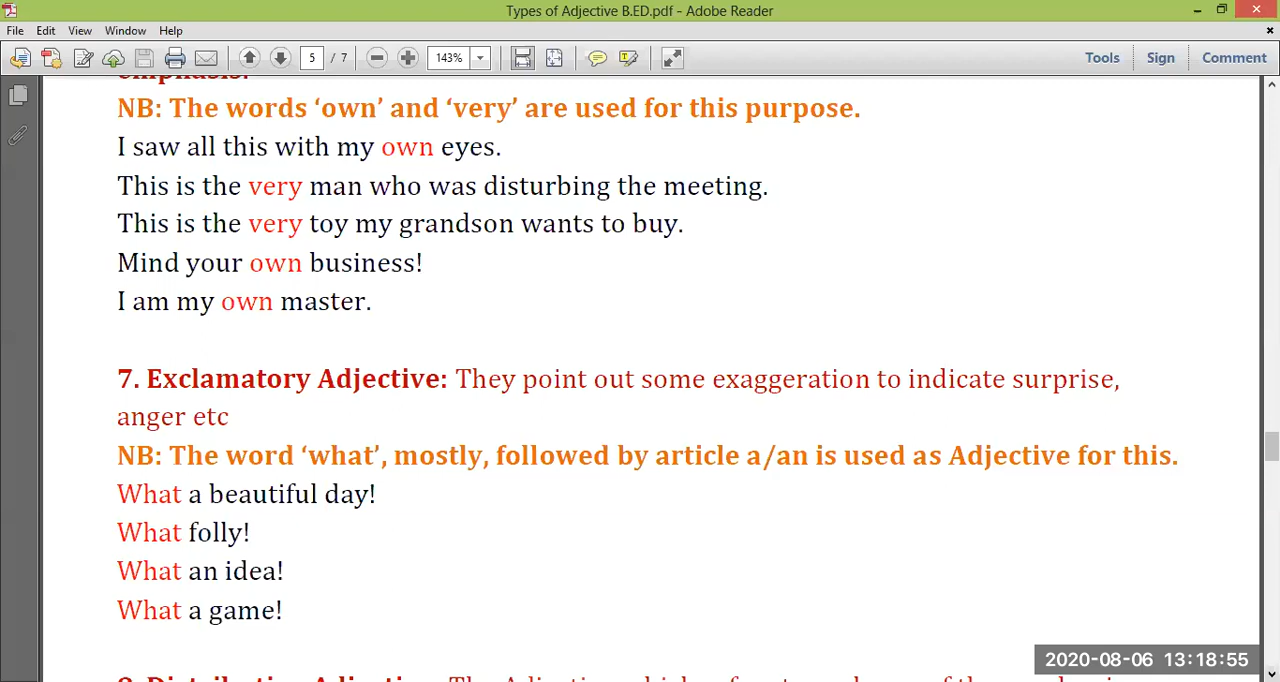 Types of Adjective B.ED.pdf - Adobe Reader
File Edit View Window Help
5 / 7 143% Tools Sign Comment
emphasis.
NB: The words ‘own’ and ‘very’ are used for this purpose.
I saw all this with my own eyes.
This is the very man who was disturbing the meeting.
This is the very toy my grandson wants to buy.
Mind your own business!
I am my own master.
7. Exclamatory Adjective: They point out some exaggeration to indicate surprise,
anger etc
NB: The word ‘what’, mostly, followed by article a/an is used as Adjective for this.
What a beautiful day!
What folly!
What an idea!
What a game!
2020-08-06 13:18:55